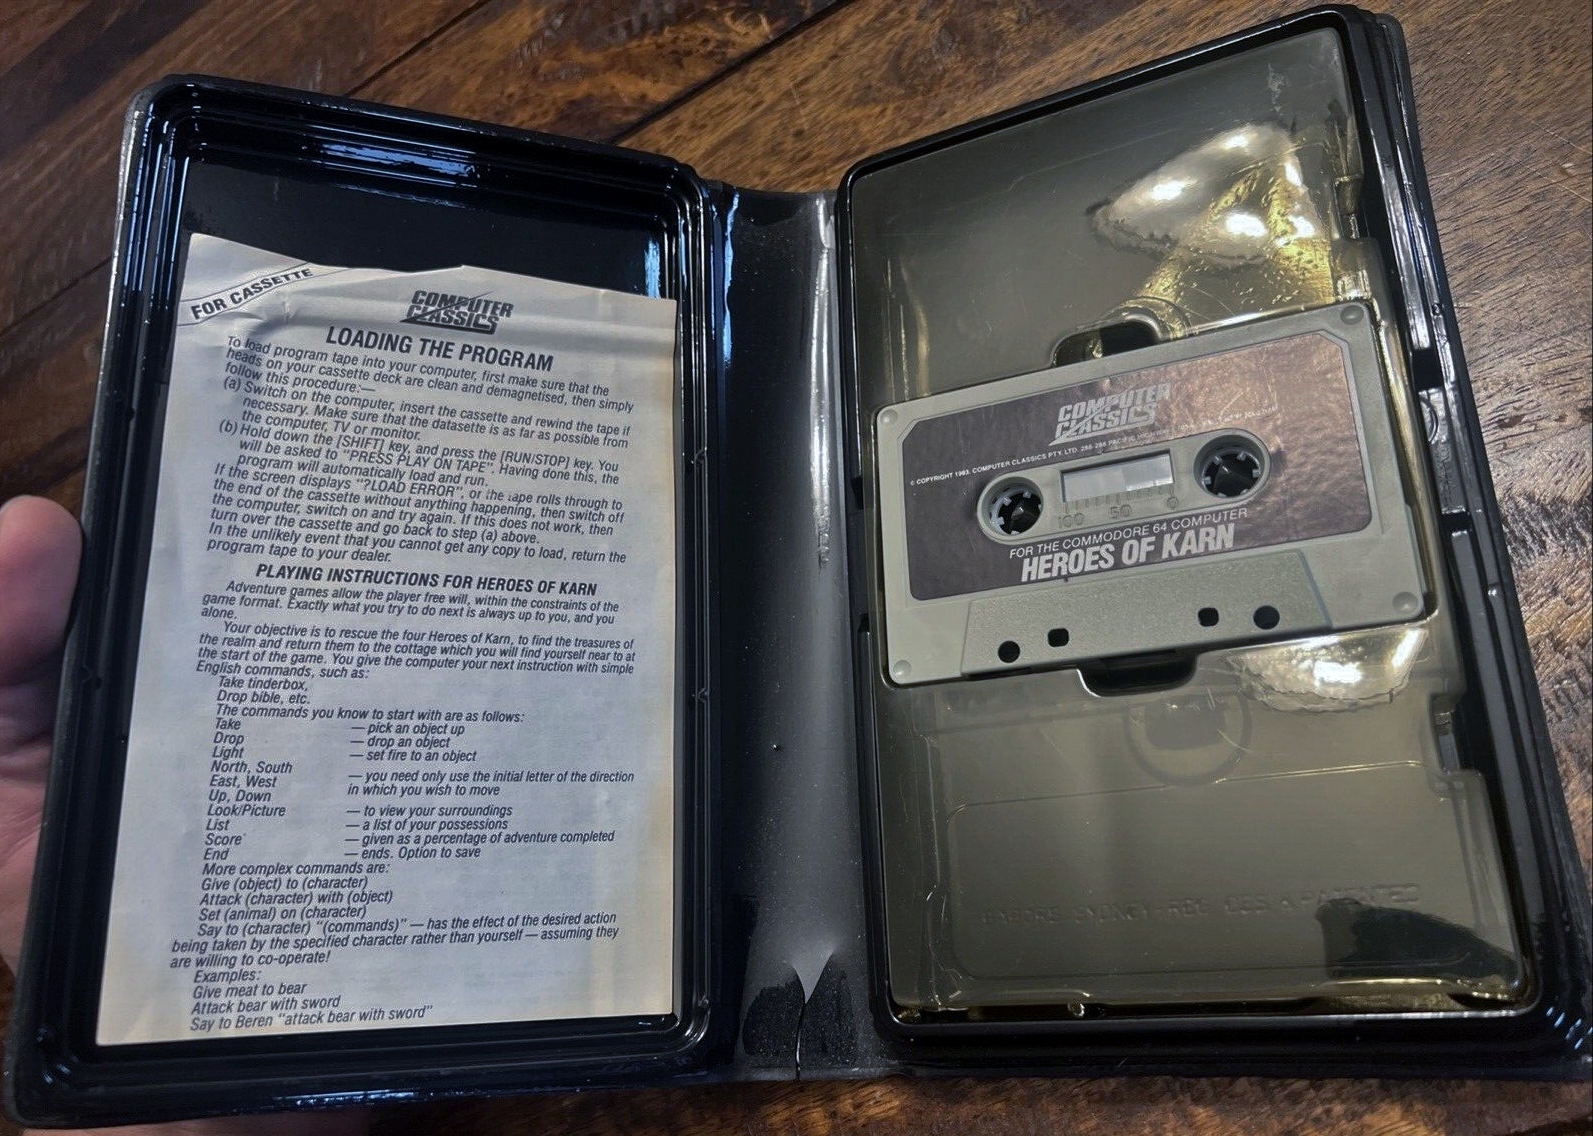 FOR CASSETTE
COMPUTER
CLASSICS
LOADING THE PROGRAM
To load program tape into your computer, first make sure that the
heads on your cassette deck are clean and demagnetised, then simply
follow this procedure:—
(a) Switch on the computer, insert the cassette and rewind the tape if
necessary. Make sure that the datasette is as far as possible from
the computer, TV or monitor.
(b) Hold down the [SHIFT] key, and press the [RUN/STOP] key. You
will be asked to "PRESS PLAY ON TAPE". Having done this, the
program will automatically load and run.
If the screen displays "?LOAD ERROR", or the tape rolls through to
the end of the cassette without anything happening, then switch off
the computer, switch on and try again. If this does not work, then
turn over the cassette and go back to step (a) above.
In the unlikely event that you cannot get any copy to load, return the
program tape to your dealer.
PLAYING INSTRUCTIONS FOR HEROES OF KARN
Adventure games allow the player free will, within the constraints of the
game format. Exactly what you try to do next is always up to you, and you
alone.
Your objective is to rescue the four Heroes of Karn, to find the treasures of
the realm and return them to the cottage which you will find yourself near to at
the start of the game. You give the computer your next instruction with simple
English commands, such as:
Take tinderbox,
Drop bible, etc.
The commands you know to start with are as follows:
Take — pick an object up
Drop — drop an object
Light — set fire to an object
North, South
East, West — you need only use the initial letter of the direction
Up, Down in which you wish to move
Look/Picture — to view your surroundings
List — a list of your possessions
Score — given as a percentage of adventure completed
End — ends. Option to save
More complex commands are:
Give (object) to (character)
Attack (character) with (object)
Set (animal) on (character)
Say to (character) "(commands)" — has the effect of the desired action
being taken by the specified character rather than yourself — assuming they
are willing to co-operate!
Examples:
Give meat to bear
Attack bear with sword
Say to Beren "attack bear with sword"
COMPUTER
CLASSICS
© COPYRIGHT 1983. COMPUTER CLASSICS PTY. LTD. PACIFIC HIGHWAY
100 50 0
FOR THE COMMODORE 64 COMPUTER
HEROES OF KARN
SYDNEY
PATENTED